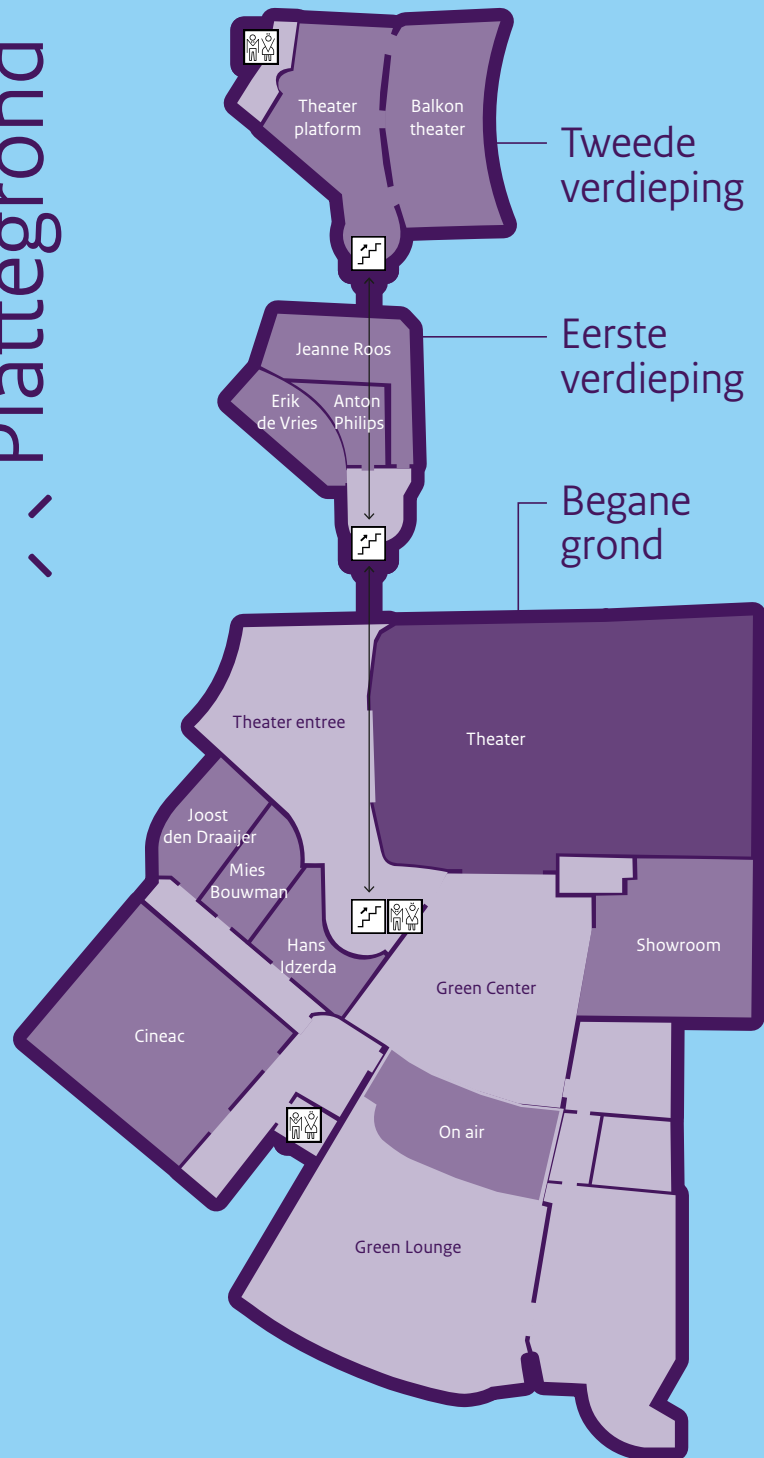 Plattegrond
Theater
platform
Balkon
theater
Tweede
verdieping
Jeanne Roos
Erik
de Vries
Anton
Philips
Eerste
verdieping
Begane
grond
Theater entree
Theater
Joost
den Draaijer
Mies
Bouwman
Hans
Idzerda
Showroom
Green Center
Cineac
On air
Green Lounge